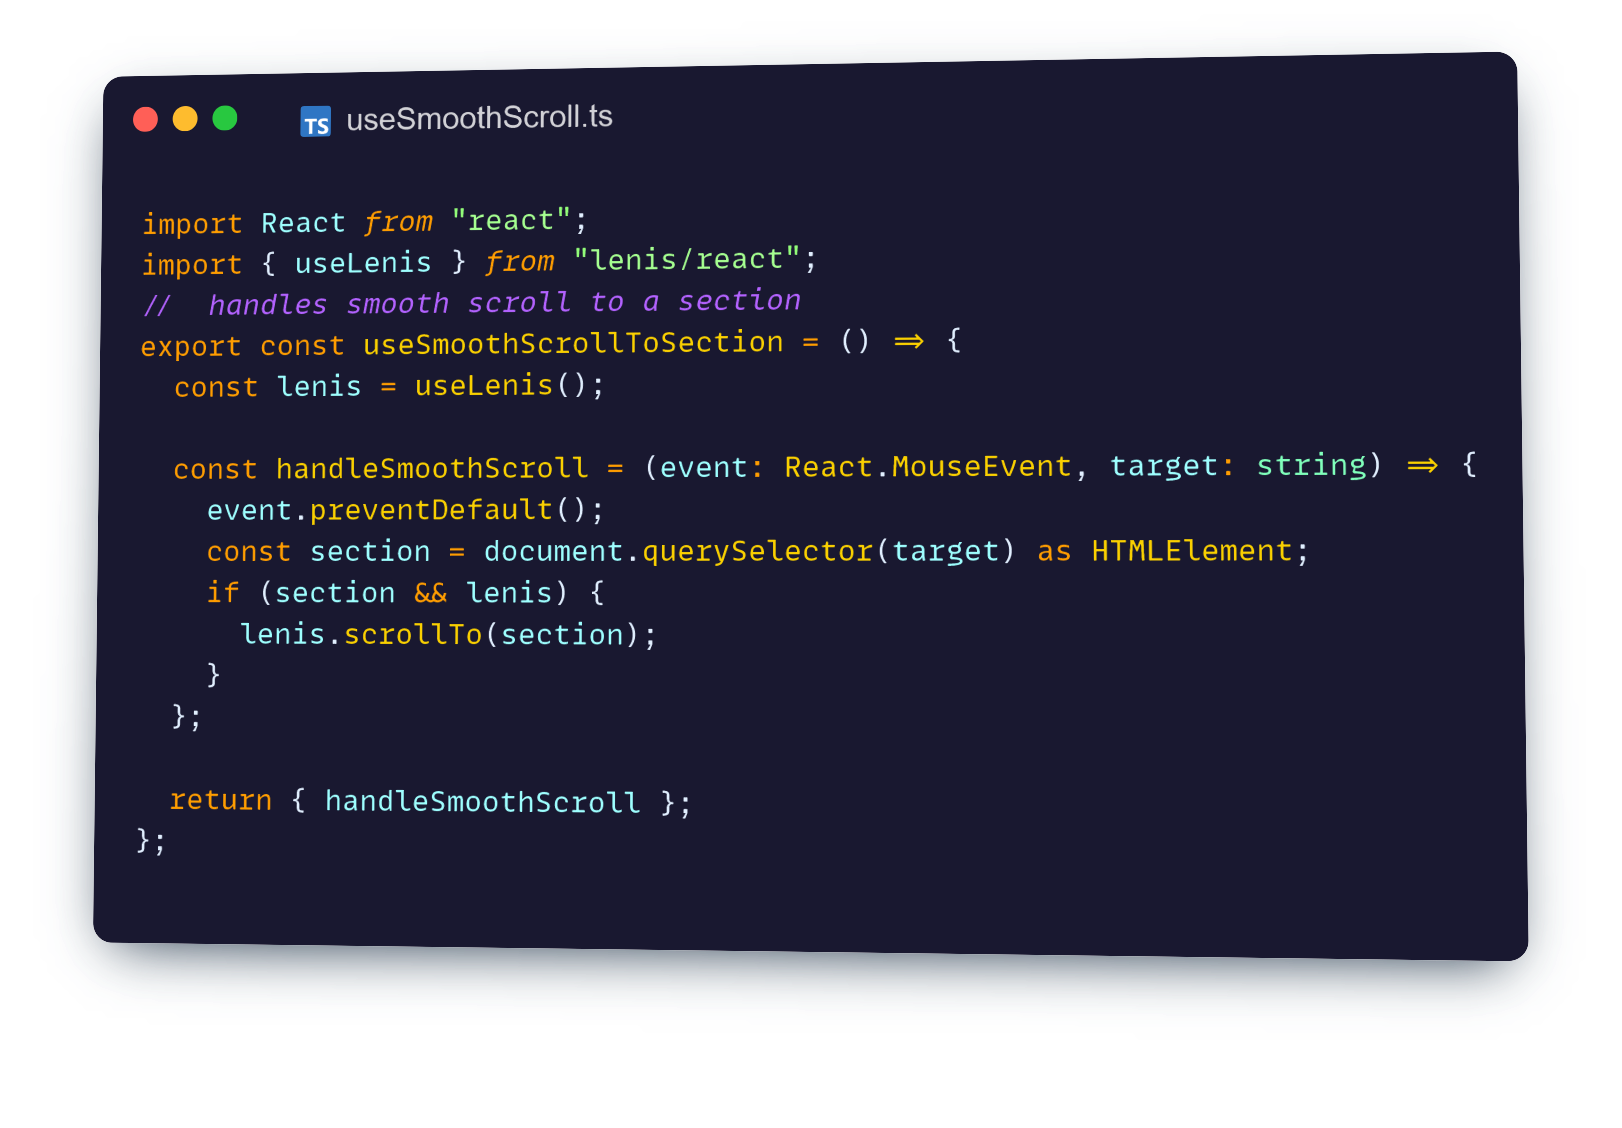 TS useSmoothScroll.ts
import React from "react";
import { useLenis } from "lenis/react";
//  handles smooth scroll to a section
export const useSmoothScrollToSection = () => {
  const lenis = useLenis();

  const handleSmoothScroll = (event: React.MouseEvent, target: string) => {
    event.preventDefault();
    const section = document.querySelector(target) as HTMLElement;
    if (section && lenis) {
      lenis.scrollTo(section);
    }
  };

  return { handleSmoothScroll };
};